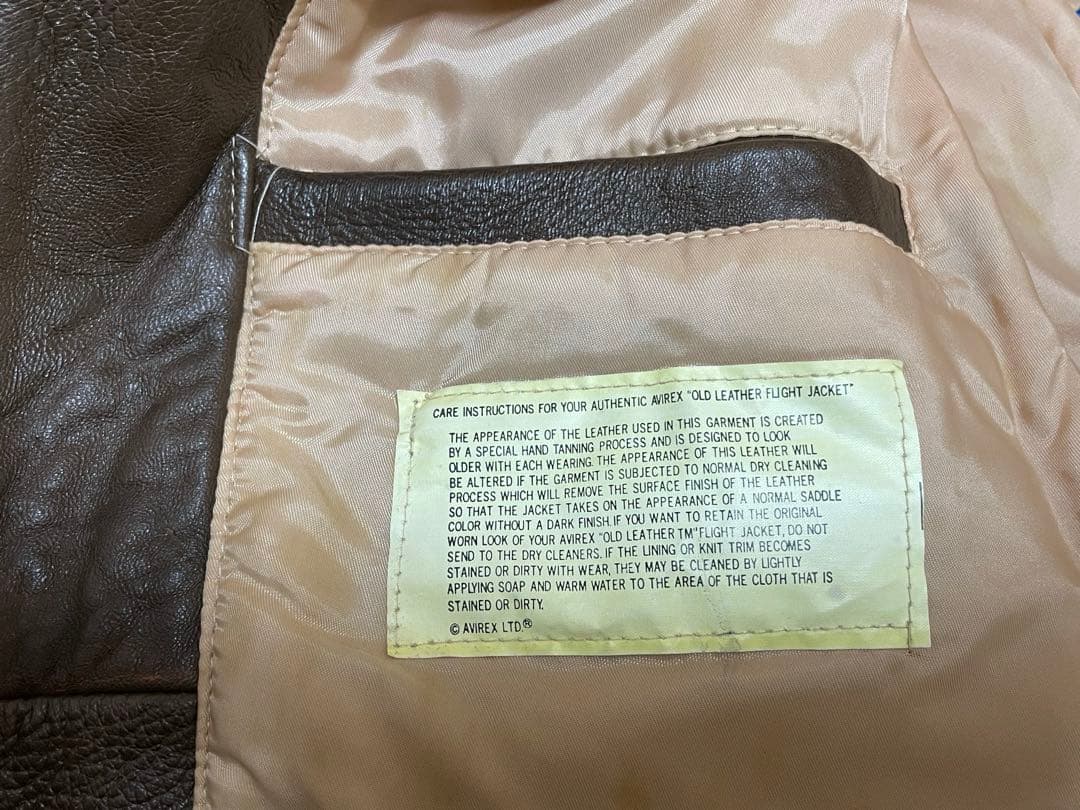 CARE INSTRUCTIONS FOR YOUR AUTHENTIC AVIREX "OLD LEATHER FLIGHT JACKET"
THE APPEARANCE OF THE LEATHER USED IN THIS GARMENT IS CREATED
BY A SPECIAL HAND TANNING PROCESS AND IS DESIGNED TO LOOK
OLDER WITH EACH WEARING. THE APPEARANCE OF THIS LEATHER WILL
BE ALTERED IF THE GARMENT IS SUBJECTED TO NORMAL DRY CLEANING
PROCESS WHICH WILL REMOVE THE SURFACE FINISH OF THE LEATHER
SO THAT THE JACKET TAKES ON THE APPEARANCE OF A NORMAL SADDLE
COLOR WITHOUT A DARK FINISH. IF YOU WANT TO RETAIN THE ORIGINAL
WORN LOOK OF YOUR AVIREX "OLD LEATHER TM" FLIGHT JACKET, DO NOT
SEND TO THE DRY CLEANERS. IF THE LINING OR KNIT TRIM BECOMES
STAINED OR DIRTY WITH WEAR, THEY MAY BE CLEANED BY LIGHTLY
APPLYING SOAP AND WARM WATER TO THE AREA OF THE CLOTH THAT IS
STAINED OR DIRTY.
© AVIREX LTD.®